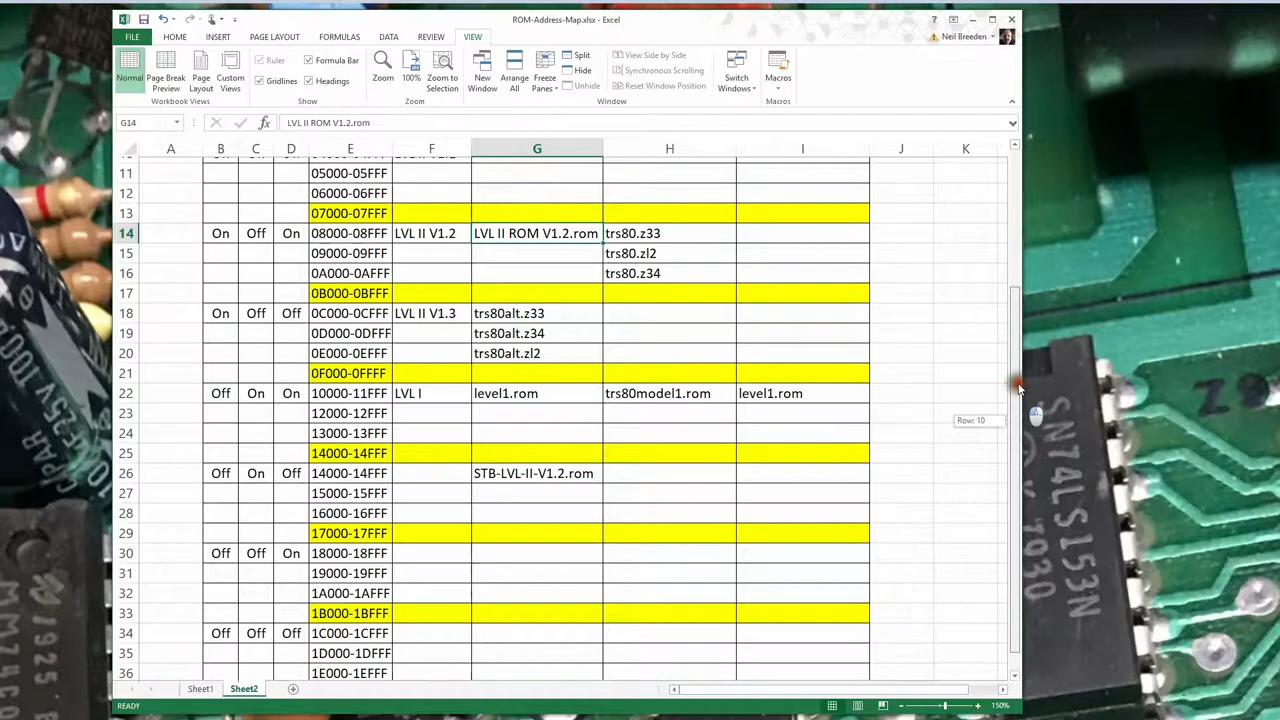 ROM-Address-Map.xlsx - Excel
FILE HOME INSERT PAGE LAYOUT FORMULAS DATA REVIEW VIEW Neil Breeden
Normal Page Break Preview Page Layout Custom Views
Workbook Views
Ruler Formula Bar
Gridlines Headings
Show
Zoom 100% Zoom to Selection
Zoom
New Window Arrange All Freeze Panes
Split View Side by Side
Hide Synchronous Scrolling
Unhide Reset Window Position
Switch Windows
Window
Macros
Macros
G14 fx LVL II ROM V1.2.rom
A B C D E F G H I J K
11 05000-05FFF
12 06000-06FFF
13 07000-07FFF
14 On Off On 08000-08FFF LVL II V1.2 LVL II ROM V1.2.rom trs80.z33
15 09000-09FFF trs80.zl2
16 0A000-0AFFF trs80.z34
17 0B000-0BFFF
18 On Off Off 0C000-0CFFF LVL II V1.3 trs80alt.z33
19 0D000-0DFFF trs80alt.z34
20 0E000-0EFFF trs80alt.zl2
21 0F000-0FFFF
22 Off On On 10000-11FFF LVL I level1.rom trs80model1.rom level1.rom
23 12000-12FFF
24 13000-13FFF
25 14000-14FFF
26 Off On Off 14000-14FFF STB-LVL-II-V1.2.rom
27 15000-15FFF
28 16000-16FFF
29 17000-17FFF
30 Off Off On 18000-18FFF
31 19000-19FFF
32 1A000-1AFFF
33 1B000-1BFFF
34 Off Off Off 1C000-1CFFF
35 1D000-1DFFF
36 1E000-1EFFF
Row: 10
Sheet1 Sheet2
READY 150%
SN74LS153N
7930